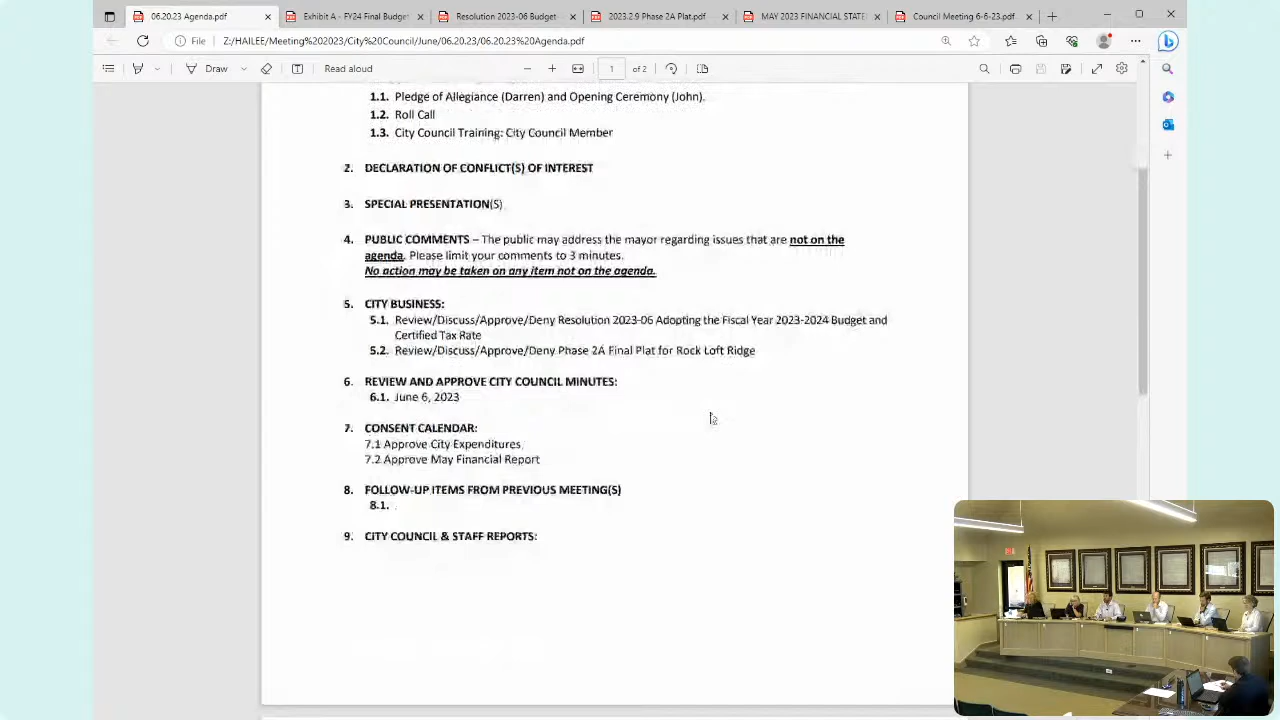 06.20.23 Agenda.pdf
Exhibit A - FY24 Final Budget
Resolution 2023-06 Budget
2023.2.9 Phase 2A Plat.pdf
MAY 2023 FINANCIAL STATE
Council Meeting 6-6-23.pdf
File
Z:/HAILEE/Meeting%202023/City%20Council/June/06.20.23/06.20.23%20Agenda.pdf
Draw
Read aloud
1 of 2
1.1. Pledge of Allegiance (Darren) and Opening Ceremony (John).
1.2. Roll Call
1.3. City Council Training: City Council Member
2. DECLARATION OF CONFLICT(S) OF INTEREST
3. SPECIAL PRESENTATION(S)
4. PUBLIC COMMENTS – The public may address the mayor regarding issues that are not on the
agenda. Please limit your comments to 3 minutes.
No action may be taken on any item not on the agenda.
5. CITY BUSINESS:
5.1. Review/Discuss/Approve/Deny Resolution 2023-06 Adopting the Fiscal Year 2023-2024 Budget and
Certified Tax Rate
5.2. Review/Discuss/Approve/Deny Phase 2A Final Plat for Rock Loft Ridge
6. REVIEW AND APPROVE CITY COUNCIL MINUTES:
6.1. June 6, 2023
7. CONSENT CALENDAR:
7.1 Approve City Expenditures
7.2 Approve May Financial Report
8. FOLLOW-UP ITEMS FROM PREVIOUS MEETING(S)
8.1. .
9. CITY COUNCIL & STAFF REPORTS: